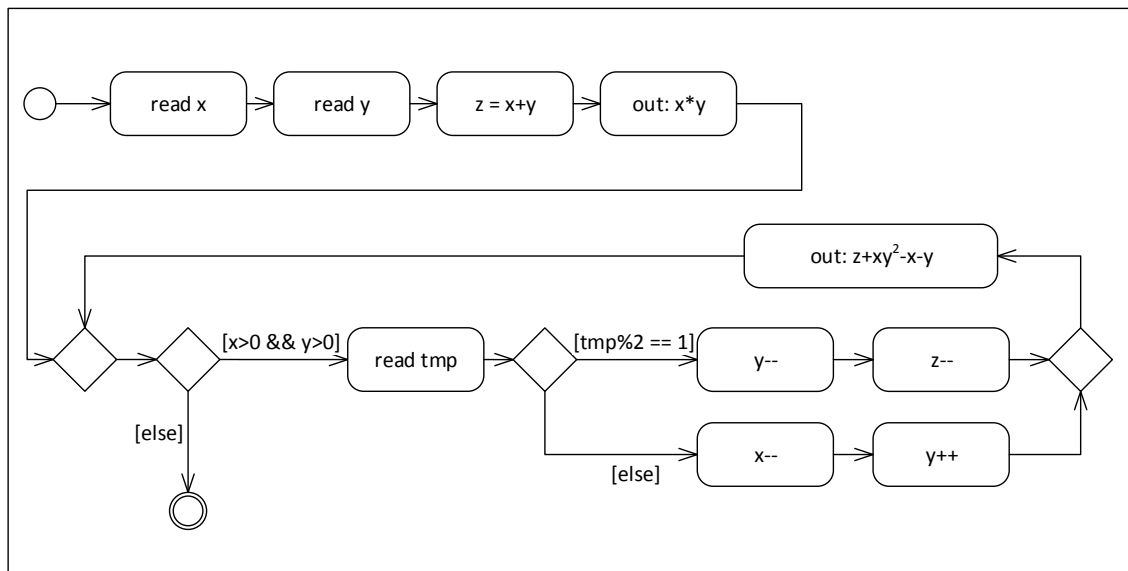 read x
read y
z = x+y
out: x*y
out: z+xy²-x-y
[x>0 && y>0]
read tmp
[tmp%2 == 1]
y--
z--
[else]
[else]
x--
y++